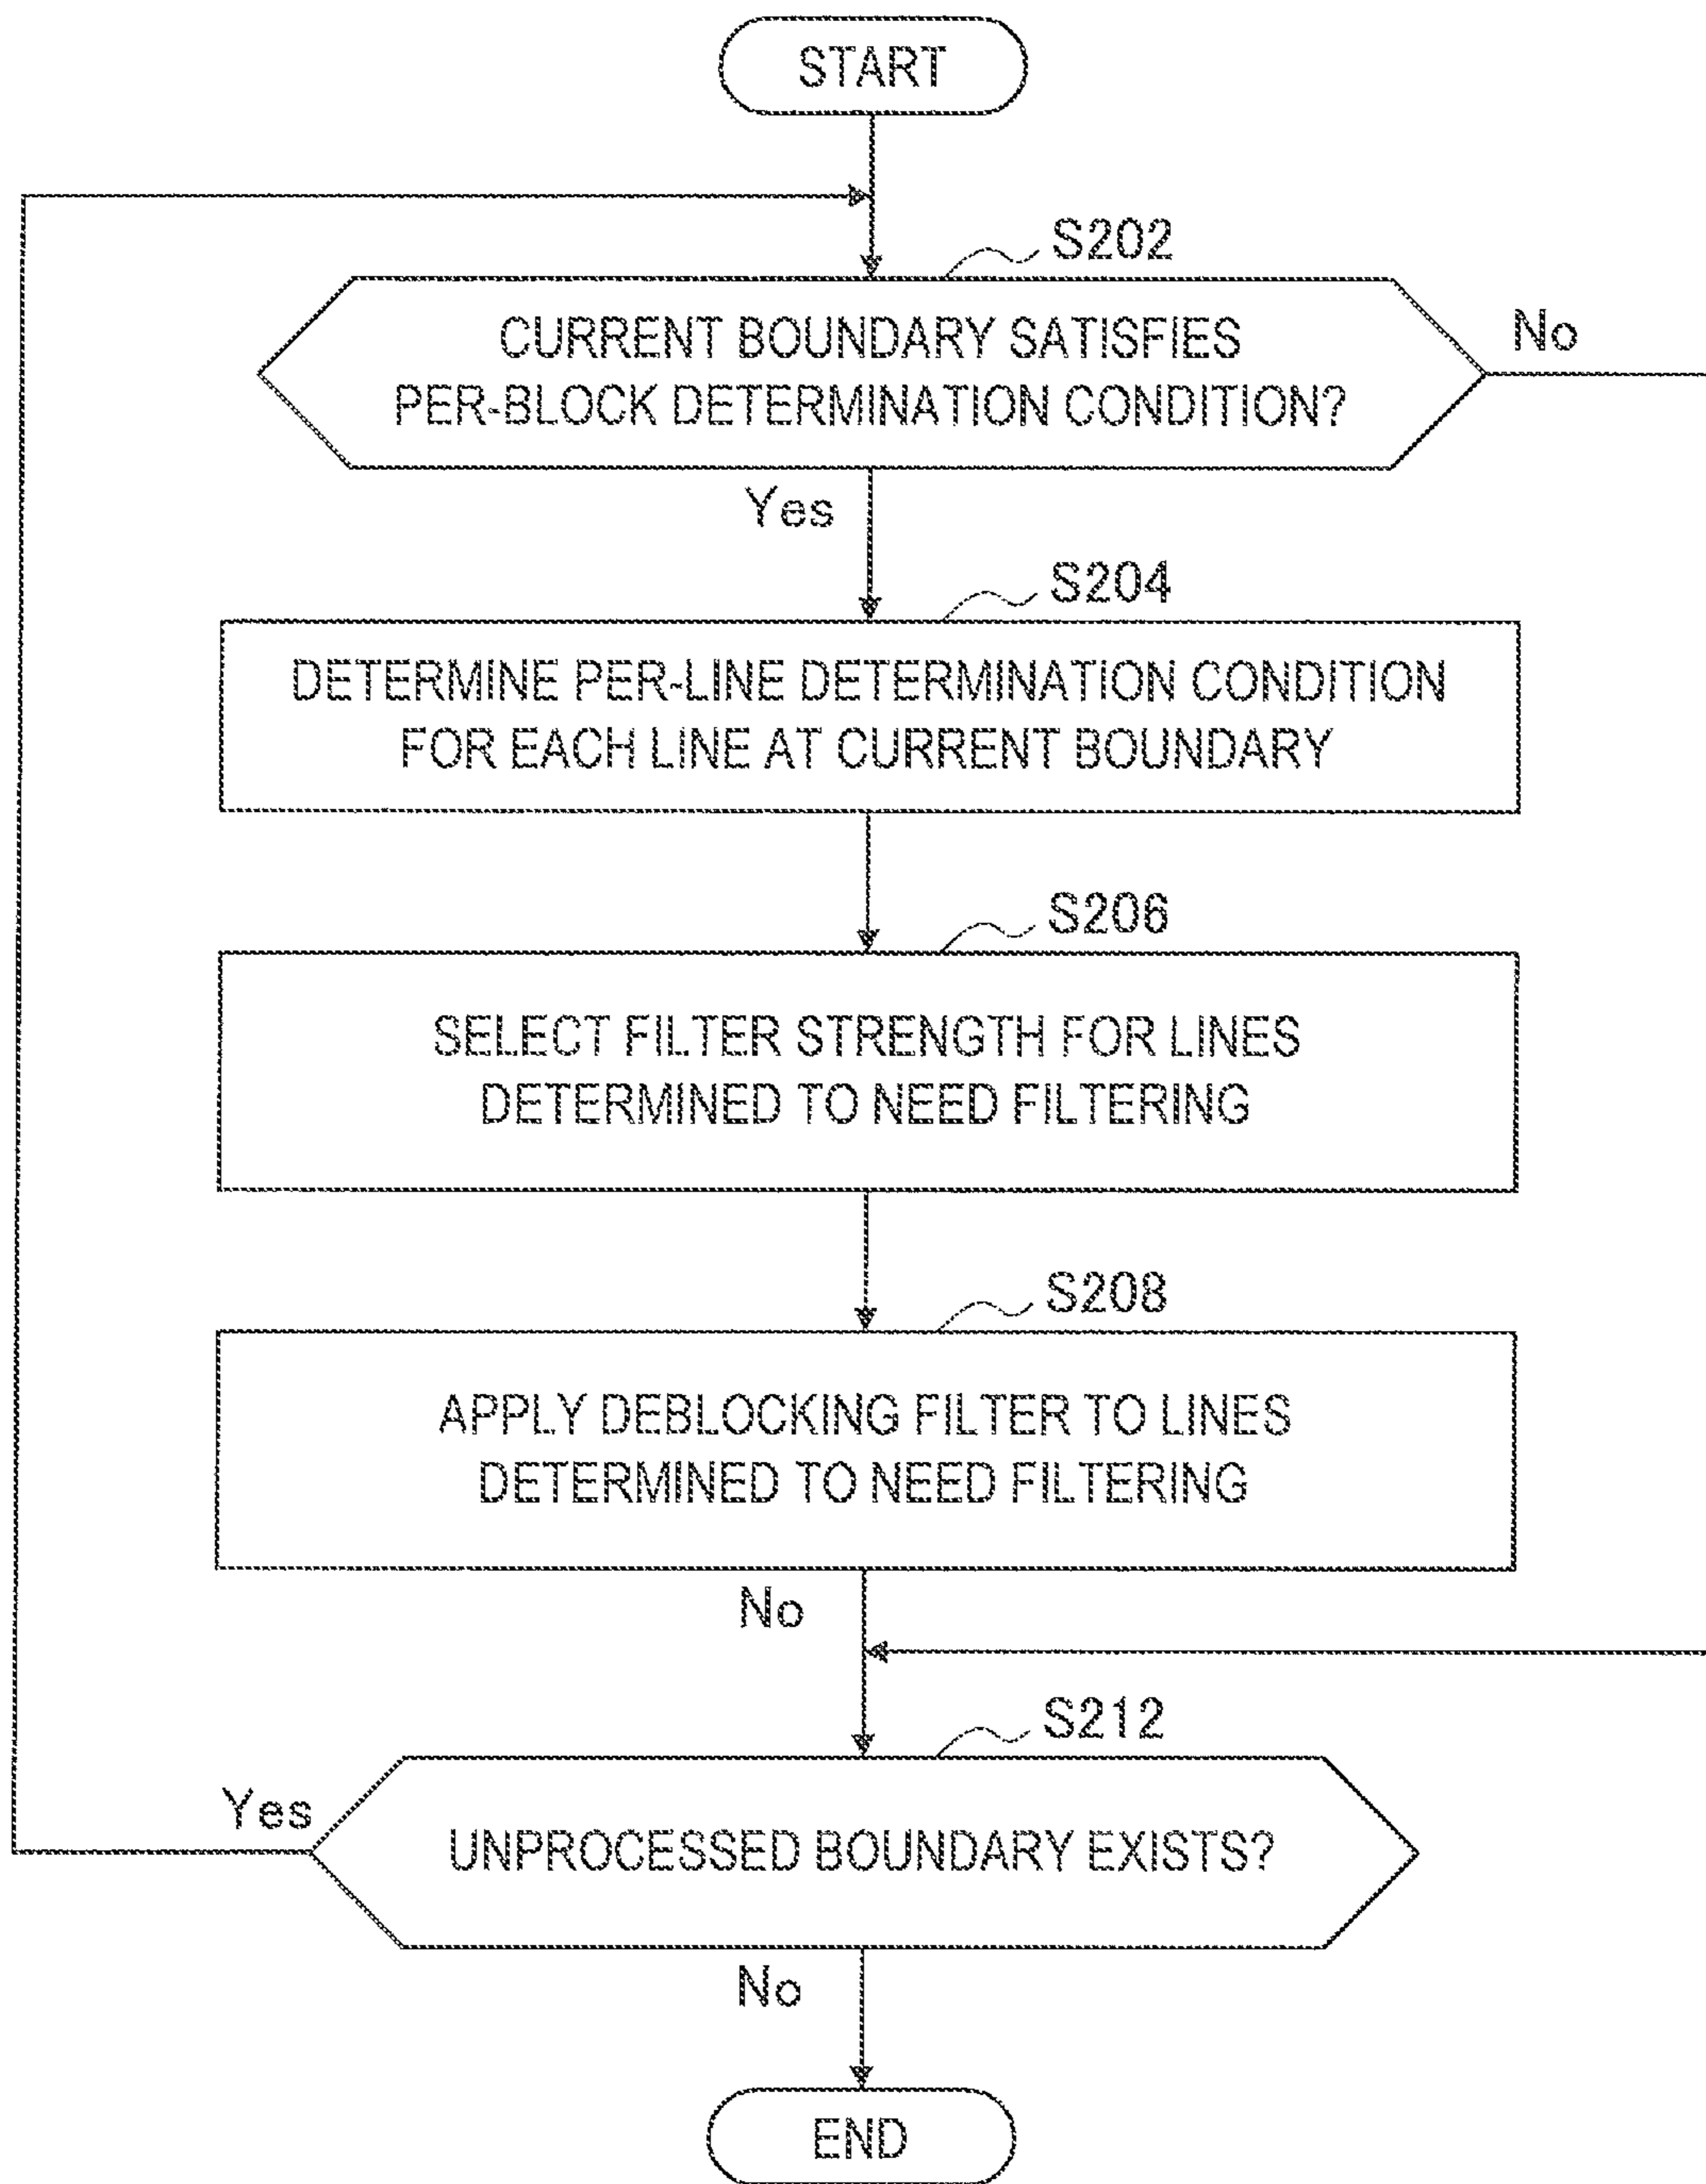 START
S202
CURRENT BOUNDARY SATISFIES
PER-BLOCK DETERMINATION CONDITION?
No
Yes
S204
DETERMINE PER-LINE DETERMINATION CONDITION
FOR EACH LINE AT CURRENT BOUNDARY
S206
SELECT FILTER STRENGTH FOR LINES
DETERMINED TO NEED FILTERING
S208
APPLY DEBLOCKING FILTER TO LINES
DETERMINED TO NEED FILTERING
No
S212
Yes
UNPROCESSED BOUNDARY EXISTS?
No
END